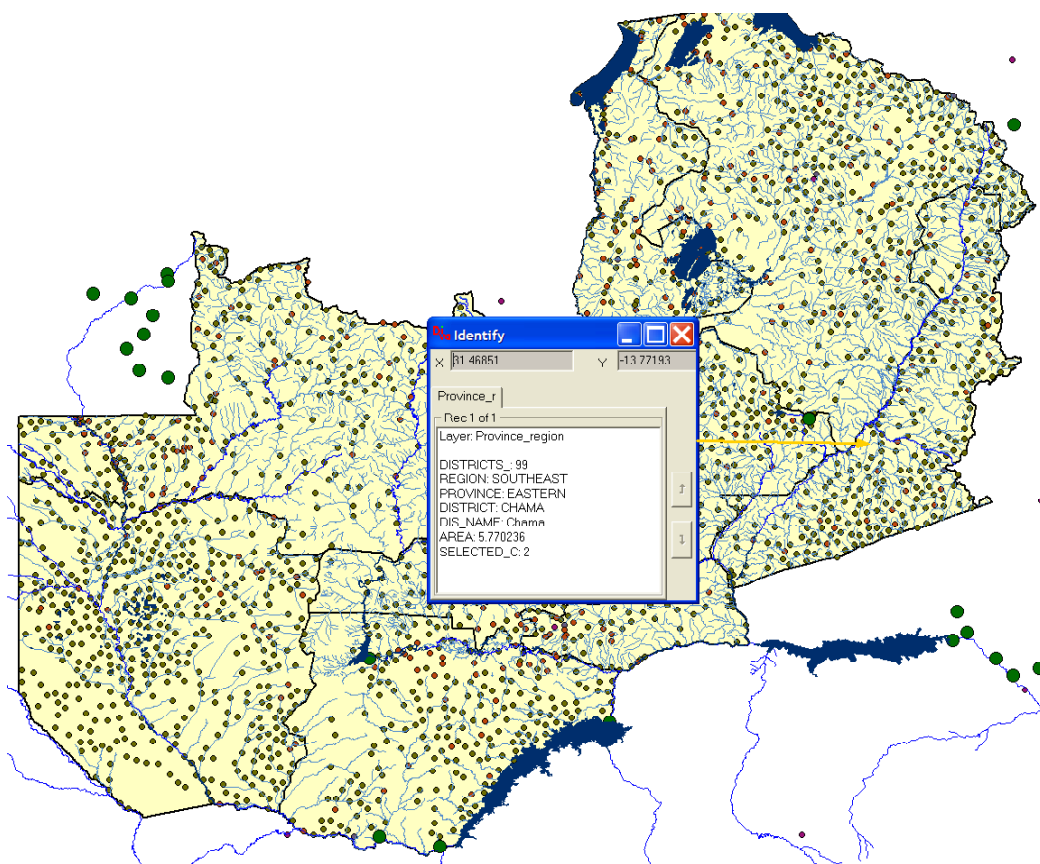 Identify
X 31.46851 Y -13.77193
Province_r
Rec 1 of 1
Layer: Province_region
DISTRICTS_: 99
REGION: SOUTHEAST
PROVINCE: EASTERN
DISTRICT: CHAMA
DIS_NAME: Chama
AREA: 5.770236
SELECTED_C: 2